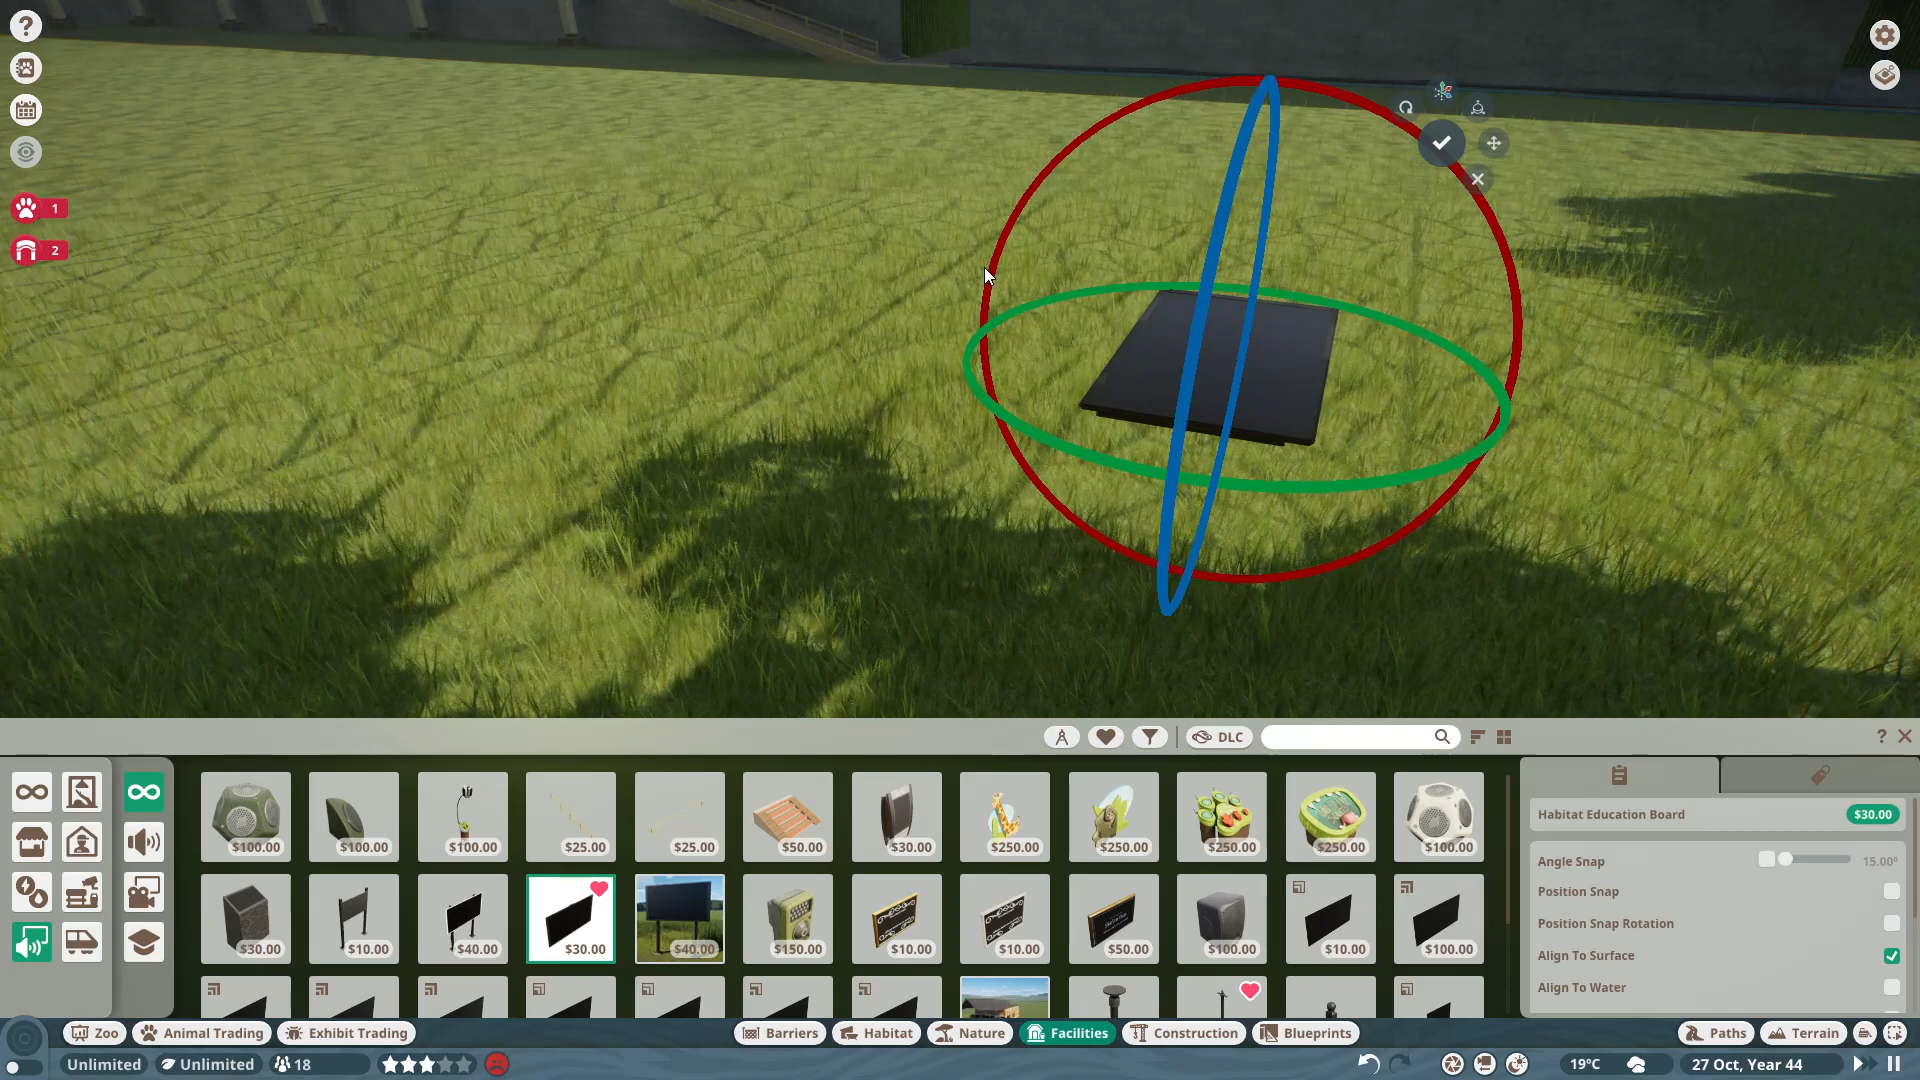 ?
1
2
DLC
?
$100.00
$100.00
$100.00
$25.00
$25.00
$50.00
$30.00
$250.00
$250.00
$250.00
$250.00
$100.00
$30.00
$10.00
$40.00
$30.00
$40.00
$150.00
$10.00
$10.00
$50.00
$100.00
$10.00
$100.00
Habitat Education Board
$30.00
Angle Snap
15.00°
Position Snap
Position Snap Rotation
Align To Surface
Align To Water
Zoo
Animal Trading
Exhibit Trading
Barriers
Habitat
Nature
Facilities
Construction
Blueprints
Paths
Terrain
Unlimited
Unlimited
18
19°C
27 Oct, Year 44